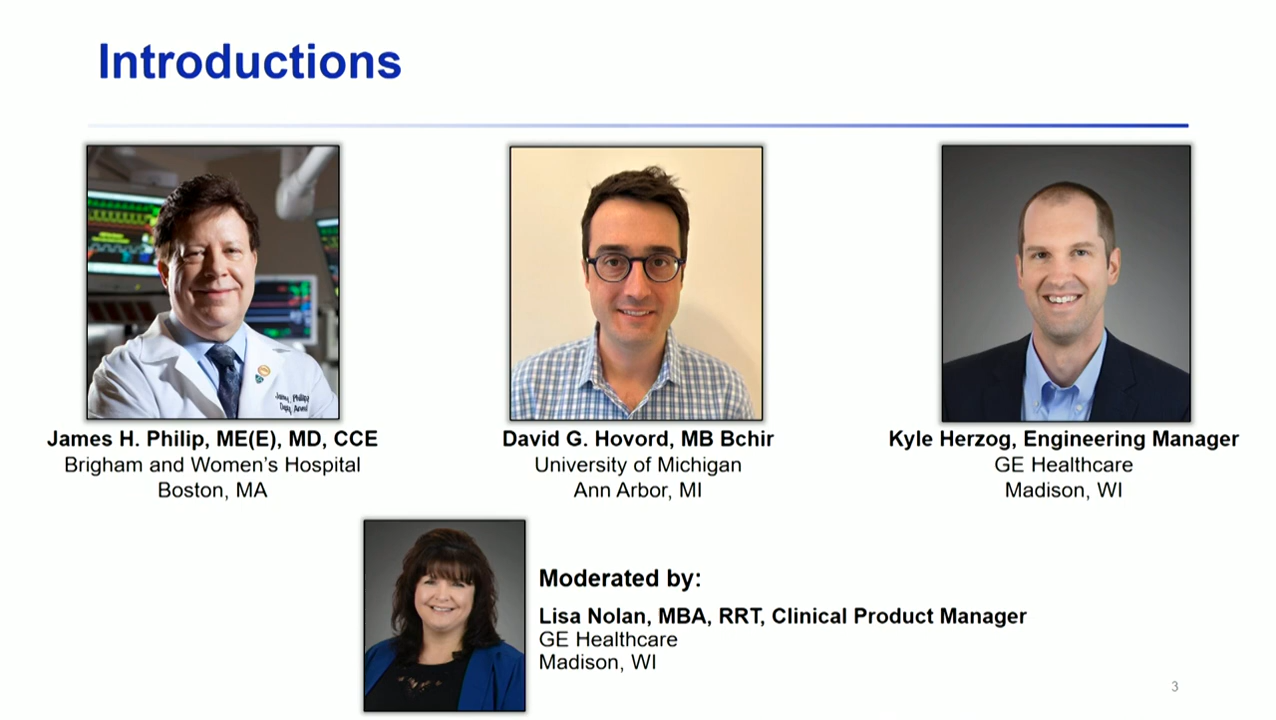 Introductions
James H. Philip, ME(E), MD, CCE
Brigham and Women's Hospital
Boston, MA
David G. Hovord, MB Bchir
University of Michigan
Ann Arbor, MI
Kyle Herzog, Engineering Manager
GE Healthcare
Madison, WI
Moderated by:
Lisa Nolan, MBA, RRT, Clinical Product Manager
GE Healthcare
Madison, WI
3